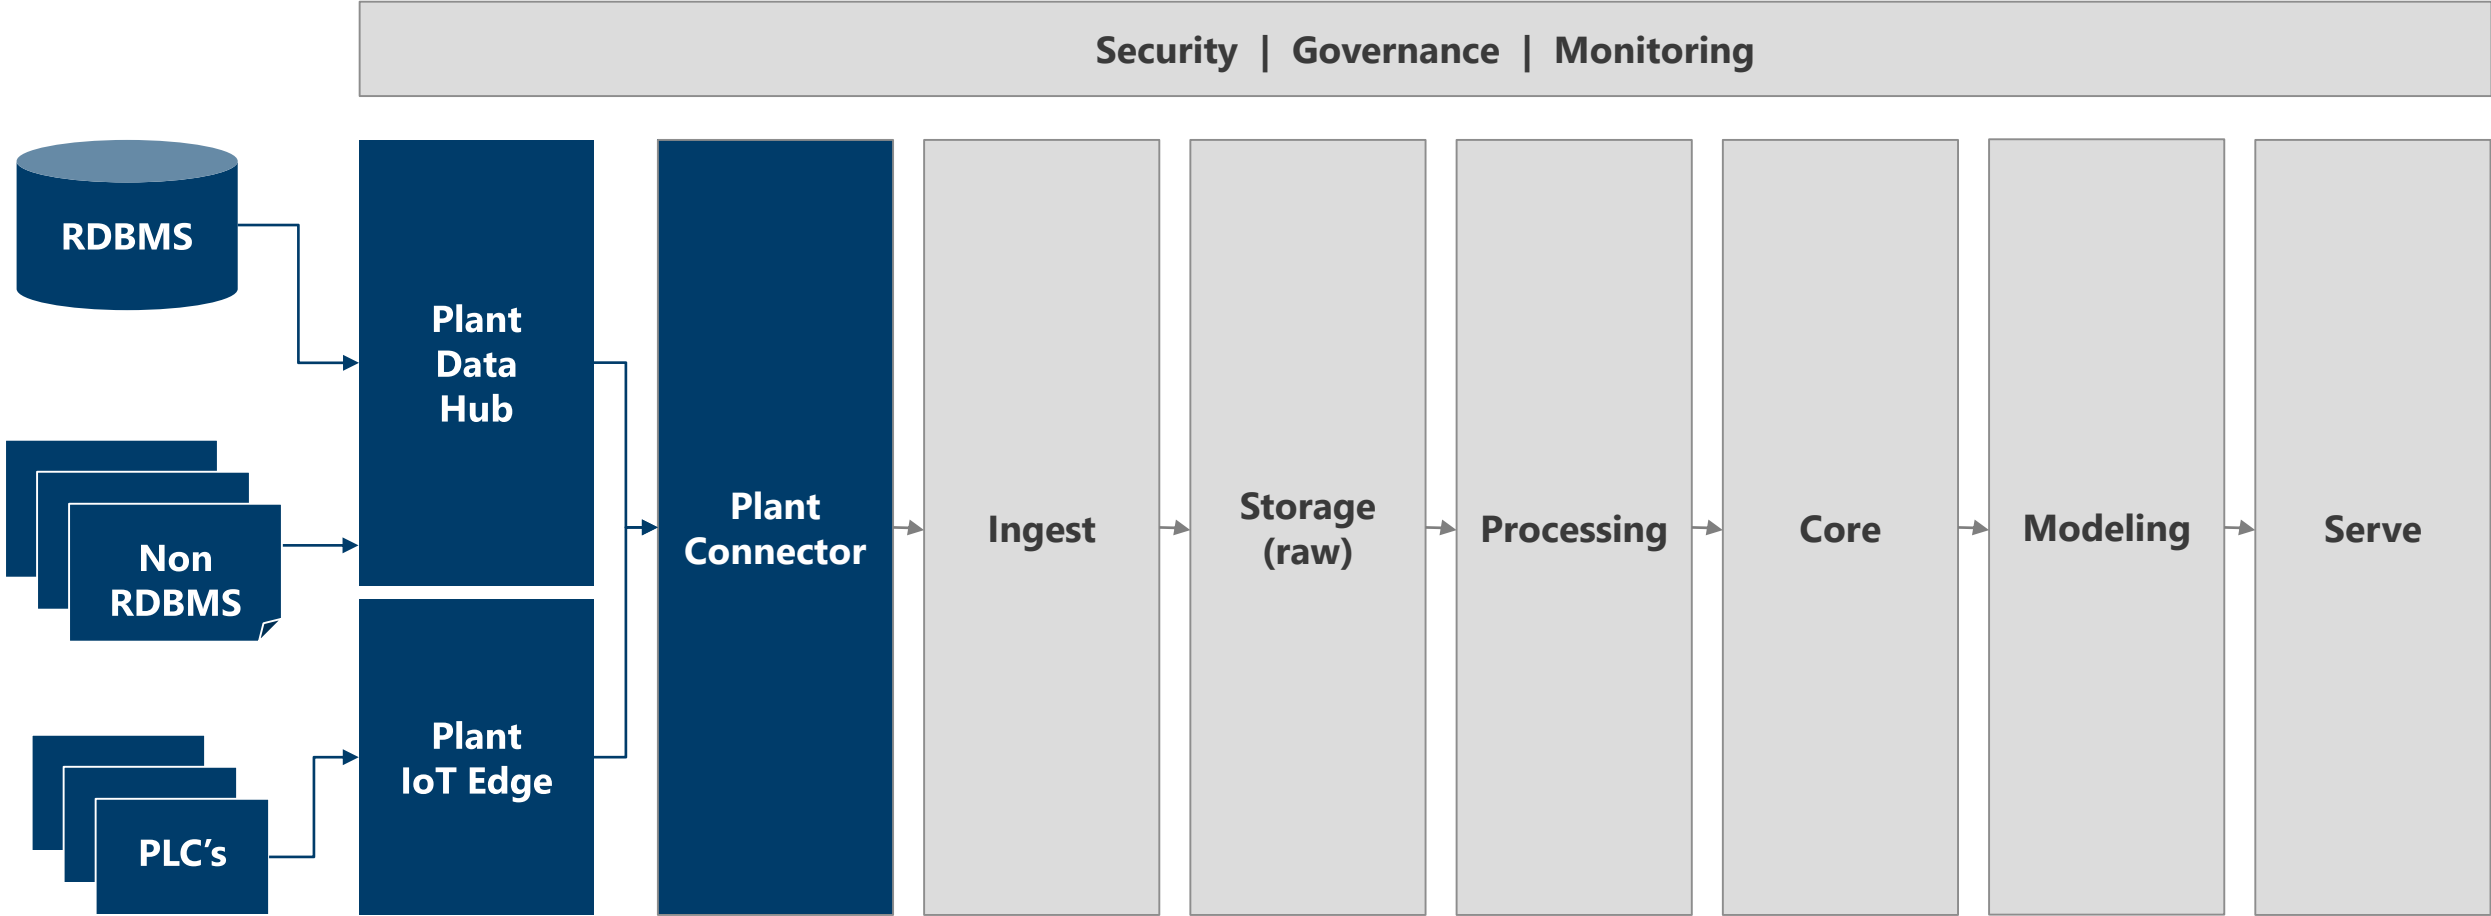 Security | Governance | Monitoring
RDBMS
Non
RDBMS
PLC’s
Plant
Data
Hub
Plant
IoT Edge
Plant
Connector
Ingest
Storage
(raw)
Processing
Core
Modeling
Serve